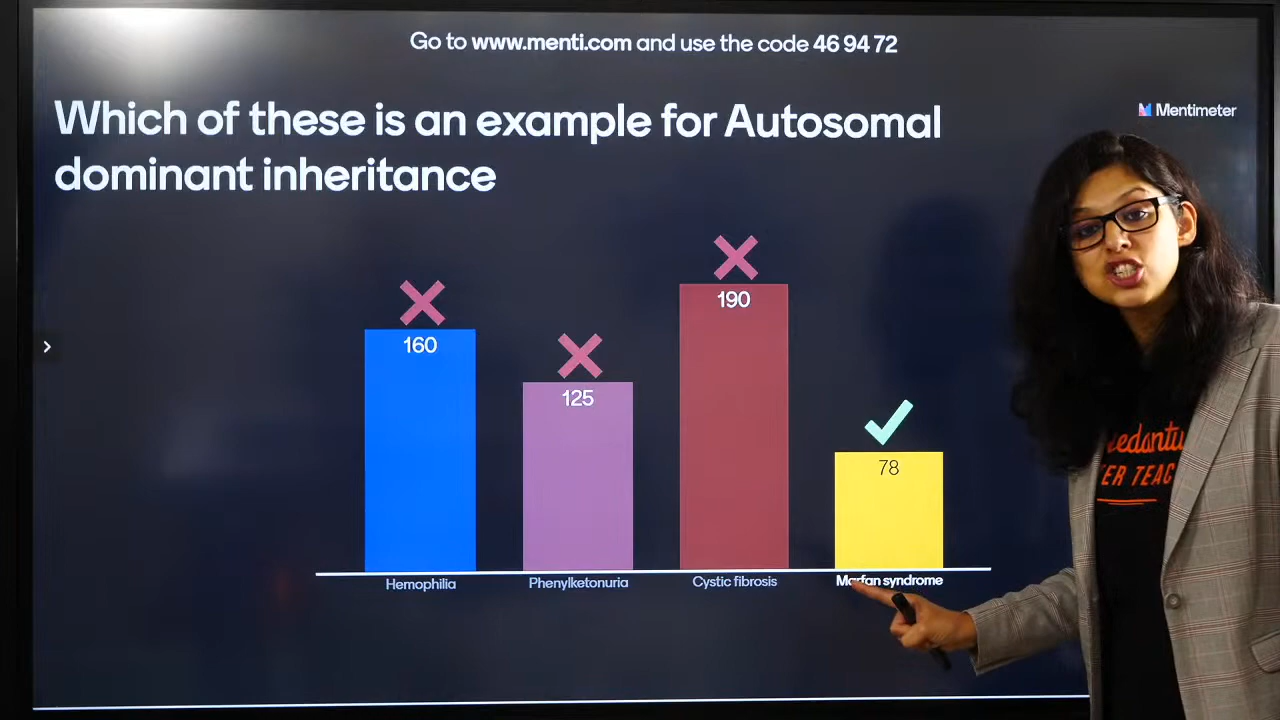 Go to www.menti.com and use the code 46 94 72
Which of these is an example for Autosomal
dominant inheritance
Mentimeter
160
125
190
78
Hemophilia
Phenylketonuria
Cystic fibrosis
Marfan syndrome